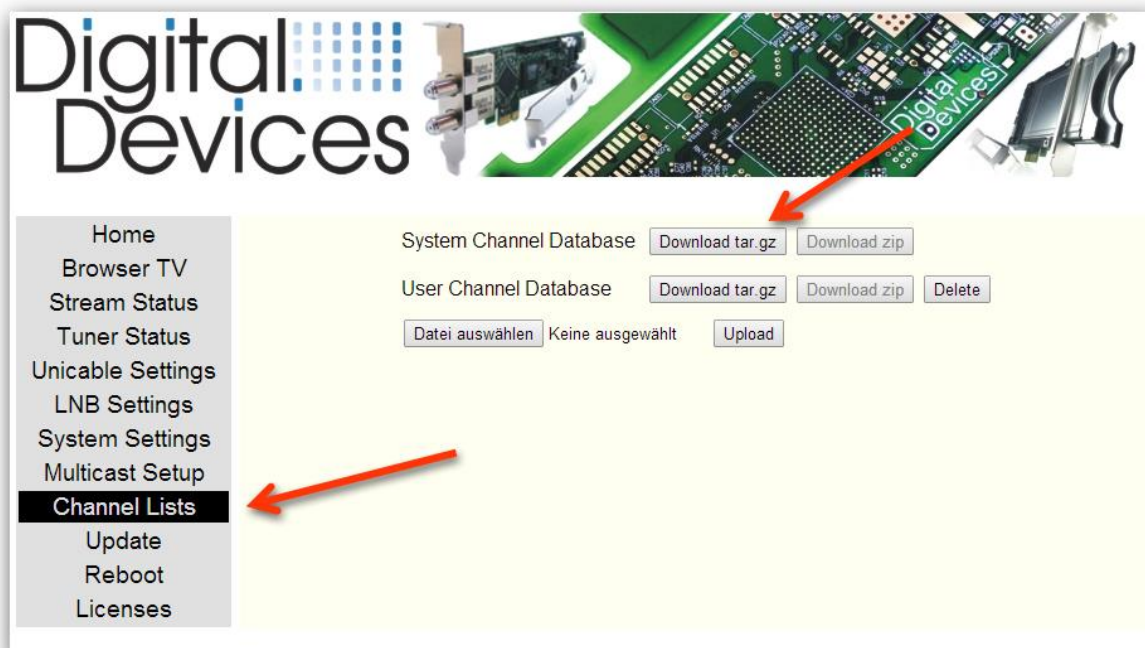 Digital
Devices
Digital
Devices
Home
Browser TV
Stream Status
Tuner Status
Unicable Settings
LNB Settings
System Settings
Multicast Setup
Channel Lists
Update
Reboot
Licenses
System Channel Database Download tar.gz Download zip
User Channel Database Download tar.gz Download zip Delete
Datei auswählen Keine ausgewählt Upload